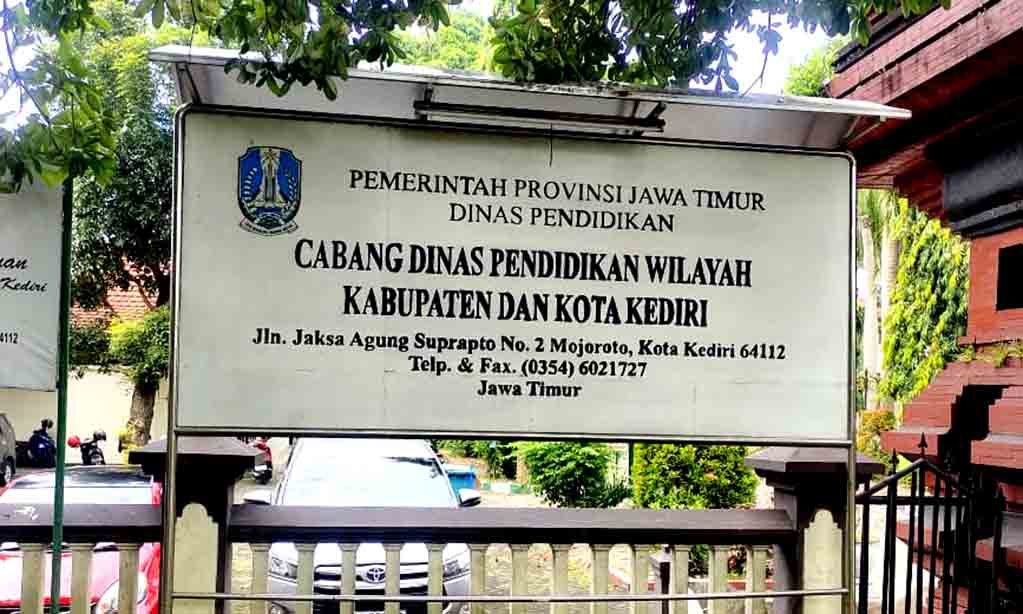 PEMERINTAH PROVINSI JAWA TIMUR
DINAS PENDIDIKAN
CABANG DINAS PENDIDIKAN WILAYAH
KABUPATEN DAN KOTA KEDIRI
Jln. Jaksa Agung Suprapto No. 2 Mojoroto, Kota Kediri 64112
Telp. & Fax. (0354) 6021727
Jawa Timur
Kediri